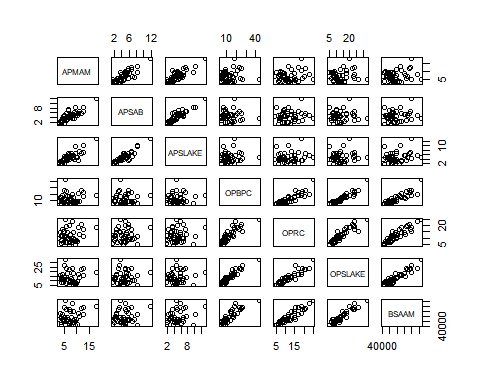 2 6 12 10 40 5 20
APMAM 5
2 8 APSAB
APSLAKE 2 10
10 OPBPC
OPRC 5 20
5 25 OPSLAKE
BSAAM 40000
5 15 2 8 5 15 40000